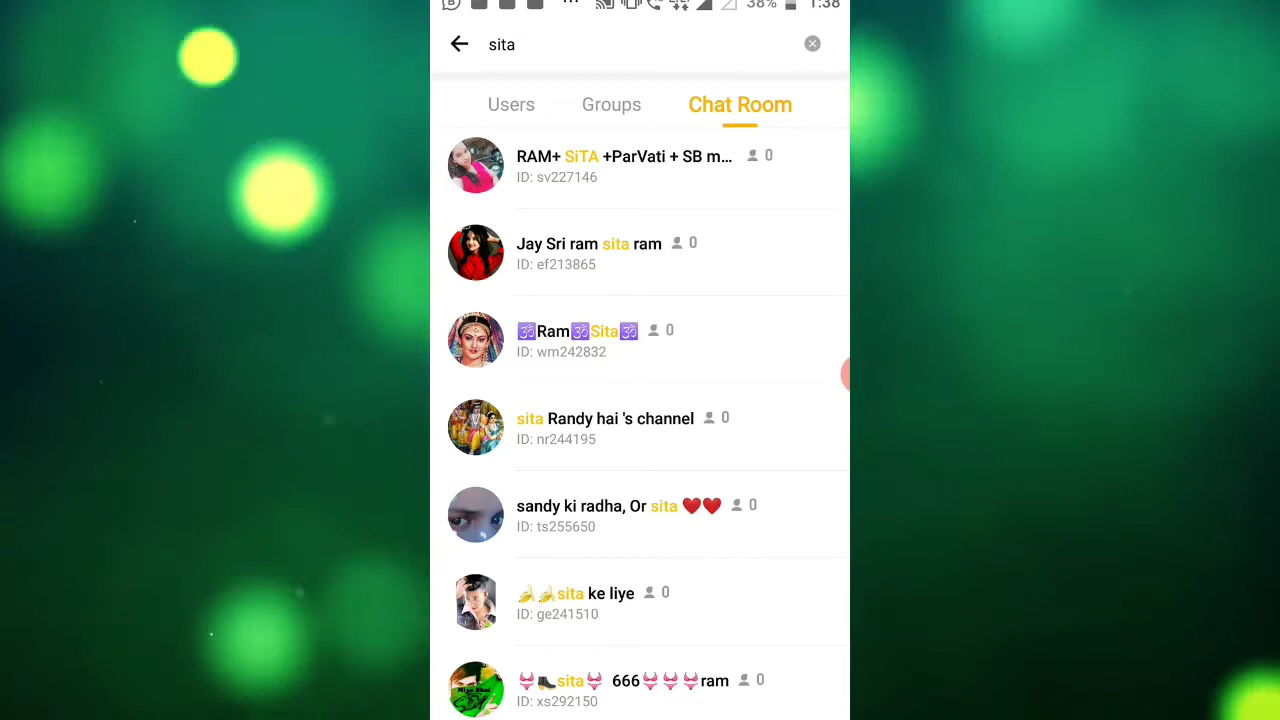 38% 1:38
sita
Users Groups Chat Room
RAM+ SiTA +ParVati + SB m... 0
ID: sv227146
Jay Sri ram sita ram 0
ID: ef213865
🕉Ram🕉Sita🕉 0
ID: wm242832
sita Randy hai 's channel 0
ID: nr244195
sandy ki radha, Or sita ❤️❤️ 0
ID: ts255650
🍌🍌sita ke liye 0
ID: ge241510
👙🥾sita👙 666👙👙👙ram 0
ID: xs292150